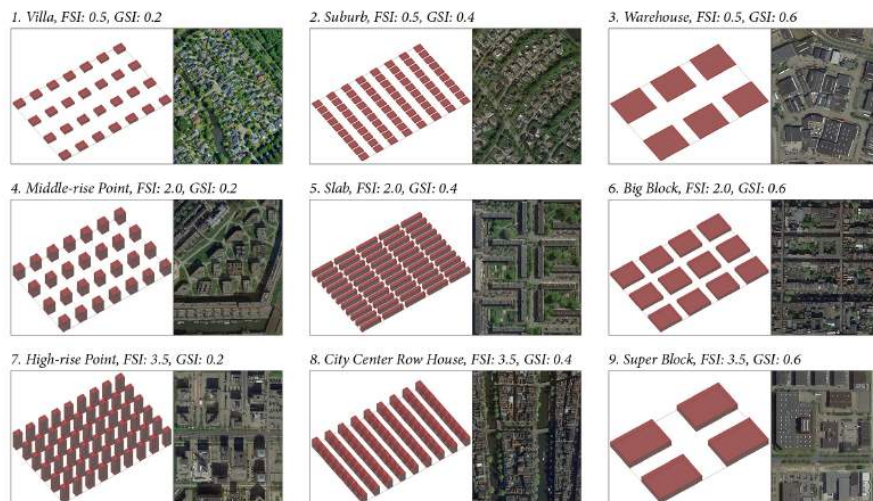 1. Villa, FSI: 0.5, GSI: 0.2
2. Suburb, FSI: 0.5, GSI: 0.4
3. Warehouse, FSI: 0.5, GSI: 0.6
4. Middle-rise Point, FSI: 2.0, GSI: 0.2
5. Slab, FSI: 2.0, GSI: 0.4
6. Big Block, FSI: 2.0, GSI: 0.6
7. High-rise Point, FSI: 3.5, GSI: 0.2
8. City Center Row House, FSI: 3.5, GSI: 0.4
9. Super Block, FSI: 3.5, GSI: 0.6